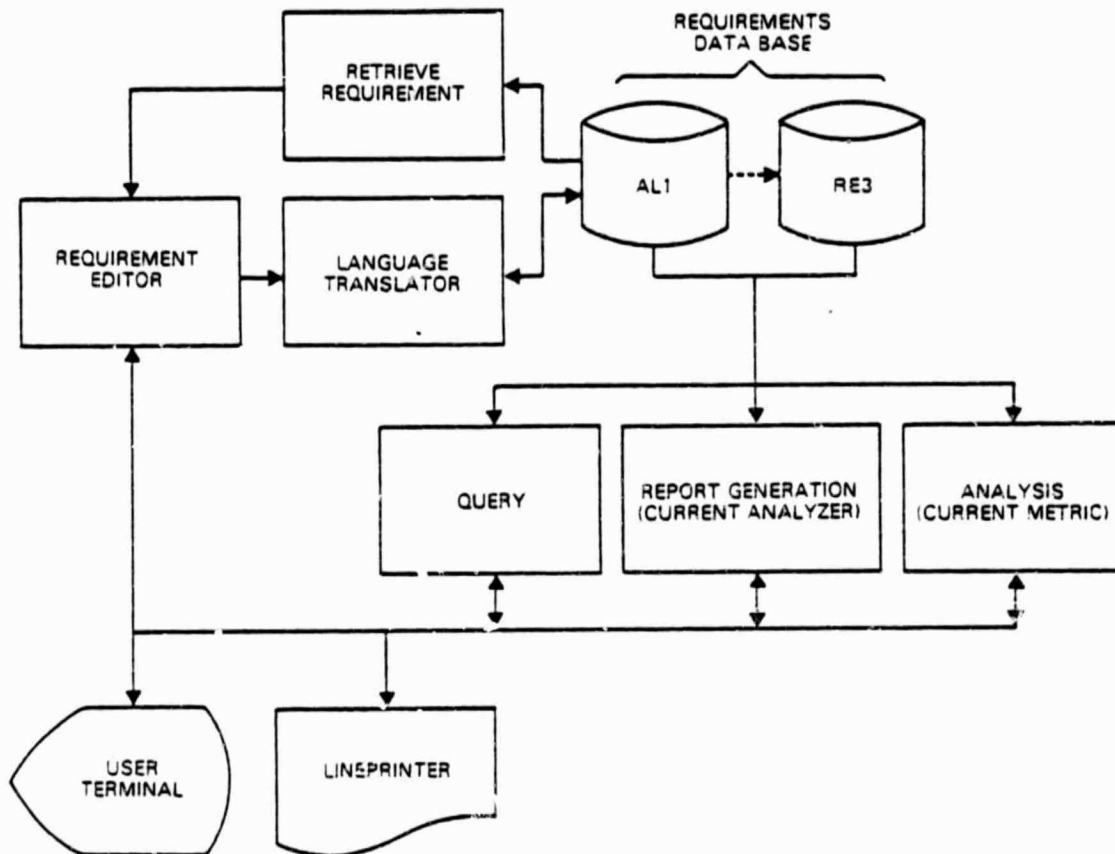 REQUIREMENTS
DATA BASE
RETRIEVE
REQUIREMENT
AL1
RE3
REQUIREMENT
EDITOR
LANGUAGE
TRANSLATOR
QUERY
REPORT GENERATION
(CURRENT ANALYZER)
ANALYSIS
(CURRENT METRIC)
USER
TERMINAL
LINEPRINTER